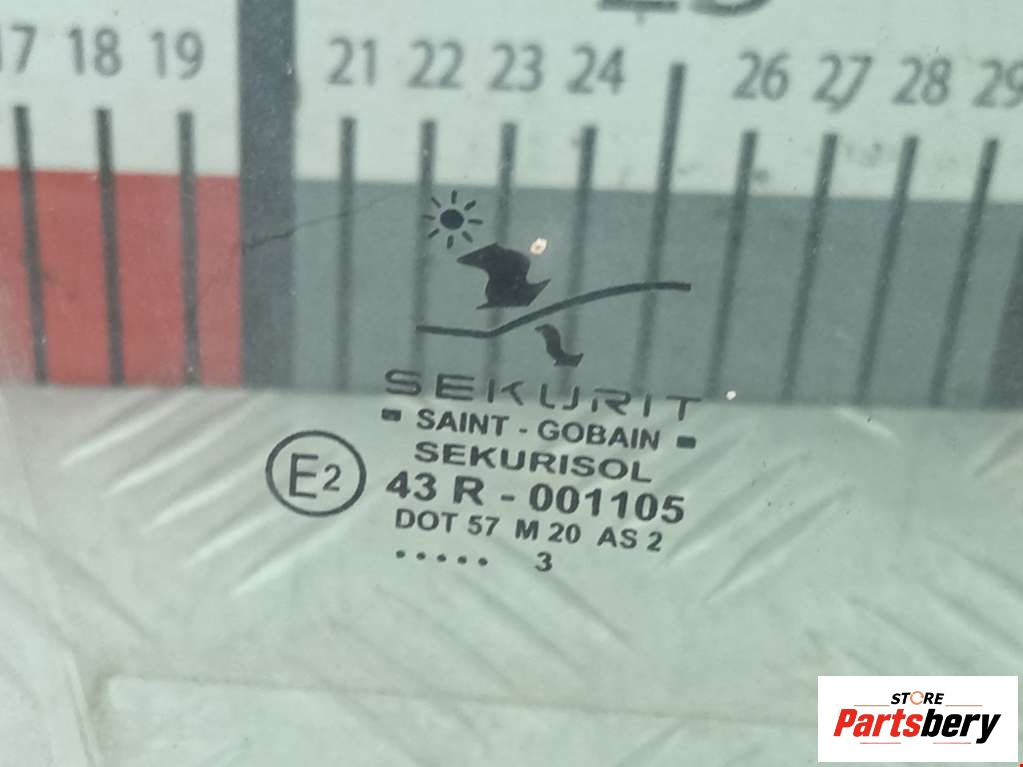 17 18 19 21 22 23 24 26 27 28 29
SEKURIT
- SAINT - GOBAIN -
SEKURISOL
E2
43 R - 001105
DOT 57 M 20 AS 2
..... 3
STORE
Partsbery